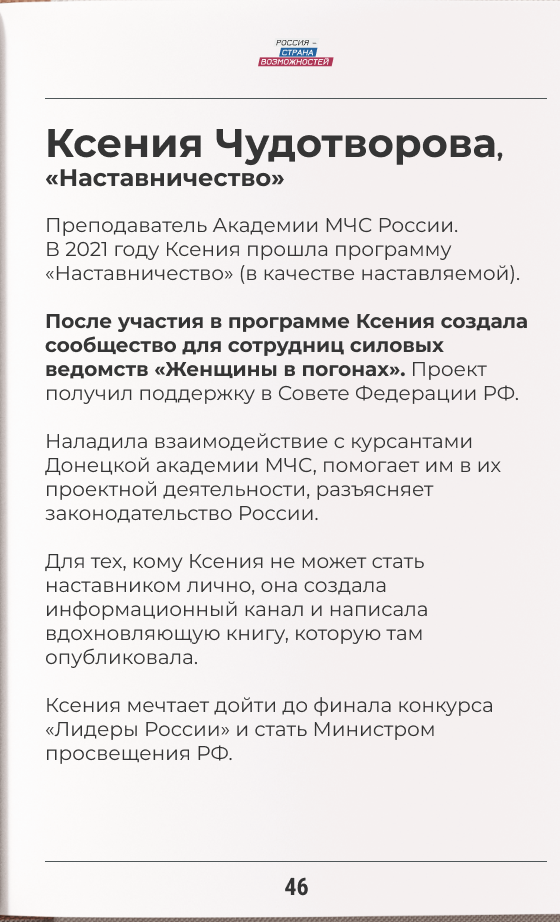 РОССИЯ –
СТРАНА
ВОЗМОЖНОСТЕЙ
Ксения Чудотворова,
«Наставничество»
Преподаватель Академии МЧС России.
В 2021 году Ксения прошла программу
«Наставничество» (в качестве наставляемой).
После участия в программе Ксения создала
сообщество для сотрудниц силовых
ведомств «Женщины в погонах». Проект
получил поддержку в Совете Федерации РФ.
Наладила взаимодействие с курсантами
Донецкой академии МЧС, помогает им в их
проектной деятельности, разъясняет
законодательство России.
Для тех, кому Ксения не может стать
наставником лично, она создала
информационный канал и написала
вдохновляющую книгу, которую там
опубликовала.
Ксения мечтает дойти до финала конкурса
«Лидеры России» и стать Министром
просвещения РФ.
46